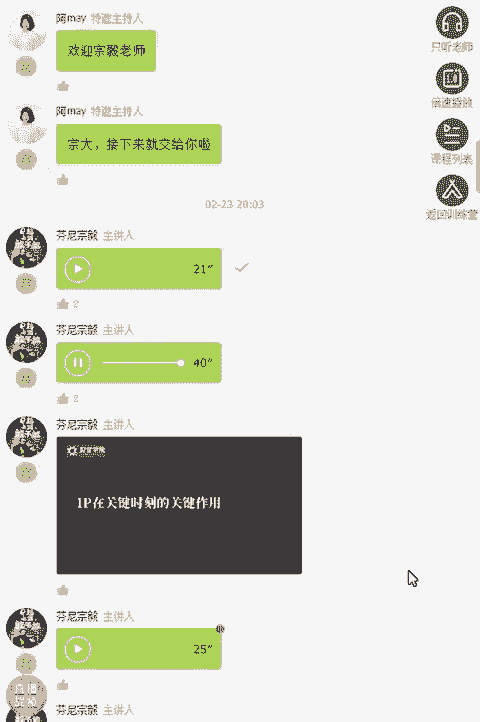 阿may 特邀主持人
欢迎宗毅老师
只听老师
倍速播放
阿may 特邀主持人
宗大，接下来就交给你啦
课程列表
返回训练营
02-23 20:03
芬尼宗毅 主讲人
21″
2
芬尼宗毅 主讲人
40″
2
芬尼宗毅 主讲人
1P在关键时刻的关键作用
芬尼宗毅 主讲人
25″
芬尼宗毅 主讲人